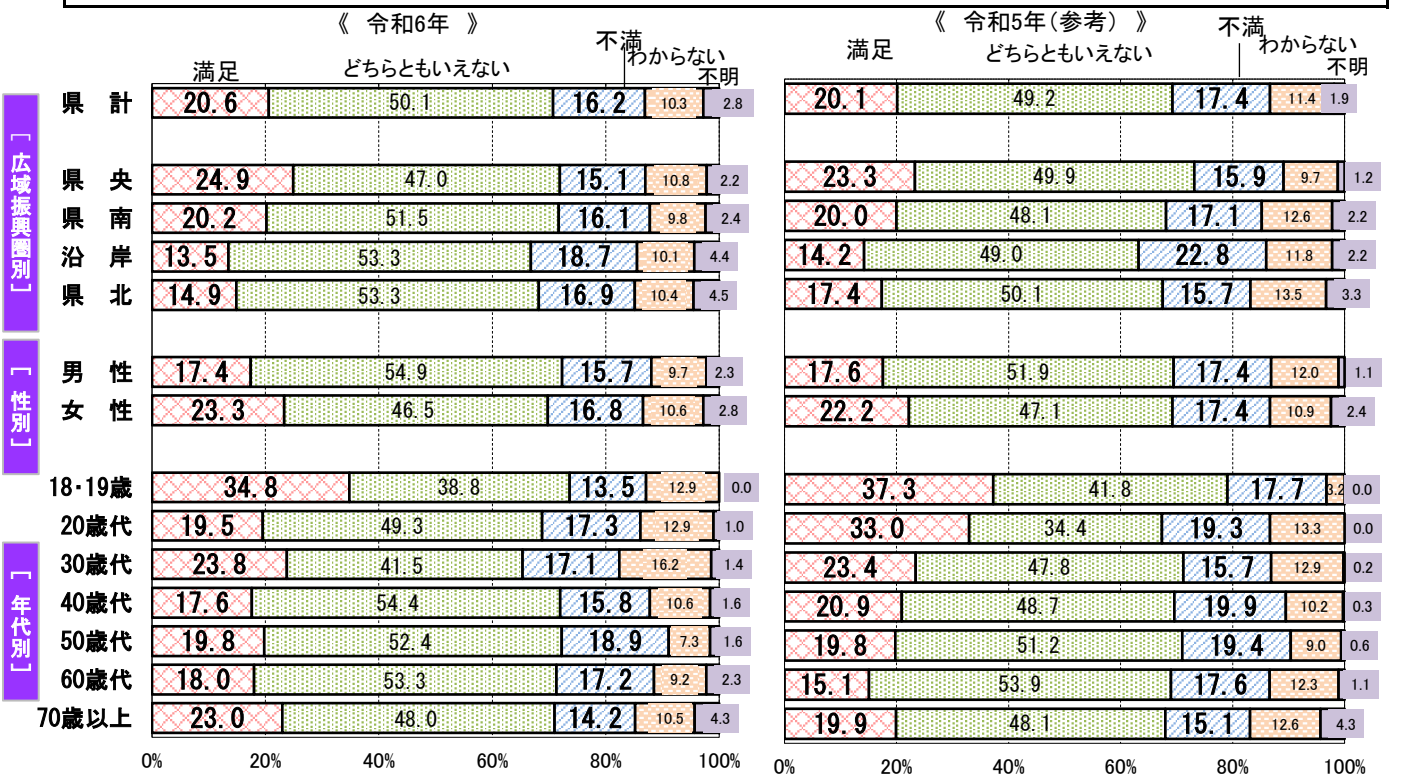 《 令和6年 》
満足 どちらともいえない 不満 わからない 不明
[広域振興圏別]
県 計 20.6 50.1 16.2 10.3 2.8
県 央 24.9 47.0 15.1 10.8 2.2
県 南 20.2 51.5 16.1 9.8 2.4
沿 岸 13.5 53.3 18.7 10.1 4.4
県 北 14.9 53.3 16.9 10.4 4.5
[性別]
男 性 17.4 54.9 15.7 9.7 2.3
女 性 23.3 46.5 16.8 10.6 2.8
[年代別]
18・19歳 34.8 38.8 13.5 12.9 0.0
20歳代 19.5 49.3 17.3 12.9 1.0
30歳代 23.8 41.5 17.1 16.2 1.4
40歳代 17.6 54.4 15.8 10.6 1.6
50歳代 19.8 52.4 18.9 7.3 1.6
60歳代 18.0 53.3 17.2 9.2 2.3
70歳以上 23.0 48.0 14.2 10.5 4.3
0% 20% 40% 60% 80% 100%
《 令和5年(参考) 》
満足 どちらともいえない 不満 わからない 不明
20.1 49.2 17.4 11.4 1.9
23.3 49.9 15.9 9.7 1.2
20.0 48.1 17.1 12.6 2.2
14.2 49.0 22.8 11.8 2.2
17.4 50.1 15.7 13.5 3.3
17.6 51.9 17.4 12.0 1.1
22.2 47.1 17.4 10.9 2.4
37.3 41.8 17.7 3.2 0.0
33.0 34.4 19.3 13.3 0.0
23.4 47.8 15.7 12.9 0.2
20.9 48.7 19.9 10.2 0.3
19.8 51.2 19.4 9.0 0.6
15.1 53.9 17.6 12.3 1.1
19.9 48.1 15.1 12.6 4.3
0% 20% 40% 60% 80% 100%